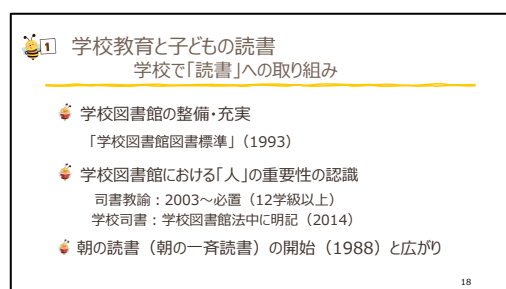 1 学校教育と子どもの読書
学校で「読書」への取り組み
学校図書館の整備・充実
「学校図書館図書標準」（1993）
学校図書館における「人」の重要性の認識
司書教諭：2003～必置（12学級以上）
学校司書：学校図書館法中に明記（2014）
朝の読書（朝の一斉読書）の開始（1988）と広がり
18